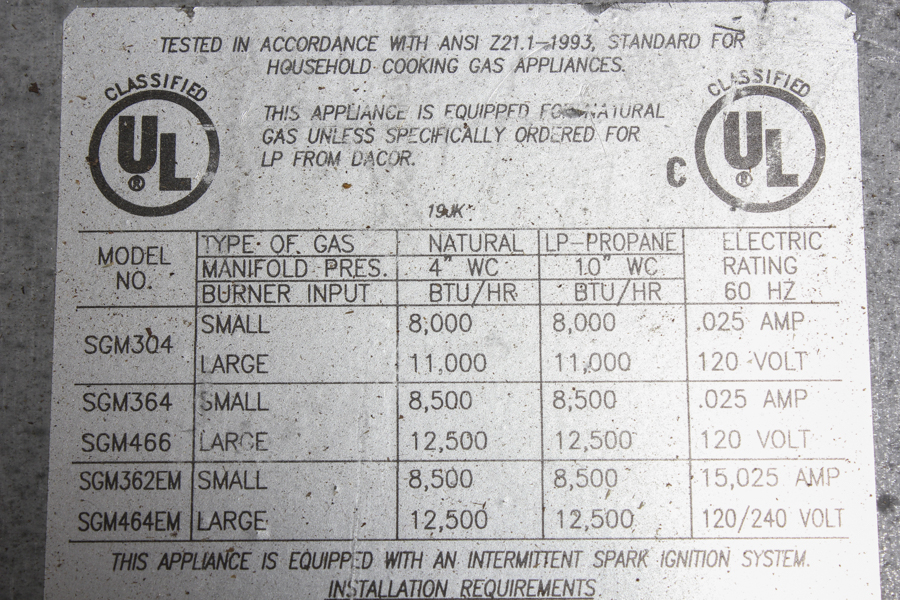 TESTED IN ACCORDANCE WITH ANSI Z21.1-1993, STANDARD FOR
HOUSEHOLD COOKING GAS APPLIANCES.
CLASSIFIED
UL
®
THIS APPLIANCE IS EQUIPPED FOR NATURAL
GAS UNLESS SPECIFICALLY ORDERED FOR
LP FROM DACOR.
CLASSIFIED
C UL
®
19JK
MODEL NO. TYPE OF GAS NATURAL LP-PROPANE ELECTRIC RATING 60 HZ
MANIFOLD PRES. 4" WC 10" WC
BURNER INPUT BTU/HR BTU/HR
SGM304 SMALL 8,000 8,000 .025 AMP
LARGE 11,000 11,000 120 VOLT
SGM364 SMALL 8,500 8,500 .025 AMP
SGM466 LARGE 12,500 12,500 120 VOLT
SGM362EM SMALL 8,500 8,500 15,025 AMP
SGM464EM LARGE 12,500 12,500 120/240 VOLT
THIS APPLIANCE IS EQUIPPED WITH AN INTERMITTENT SPARK IGNITION SYSTEM.
INSTALLATION REQUIREMENTS